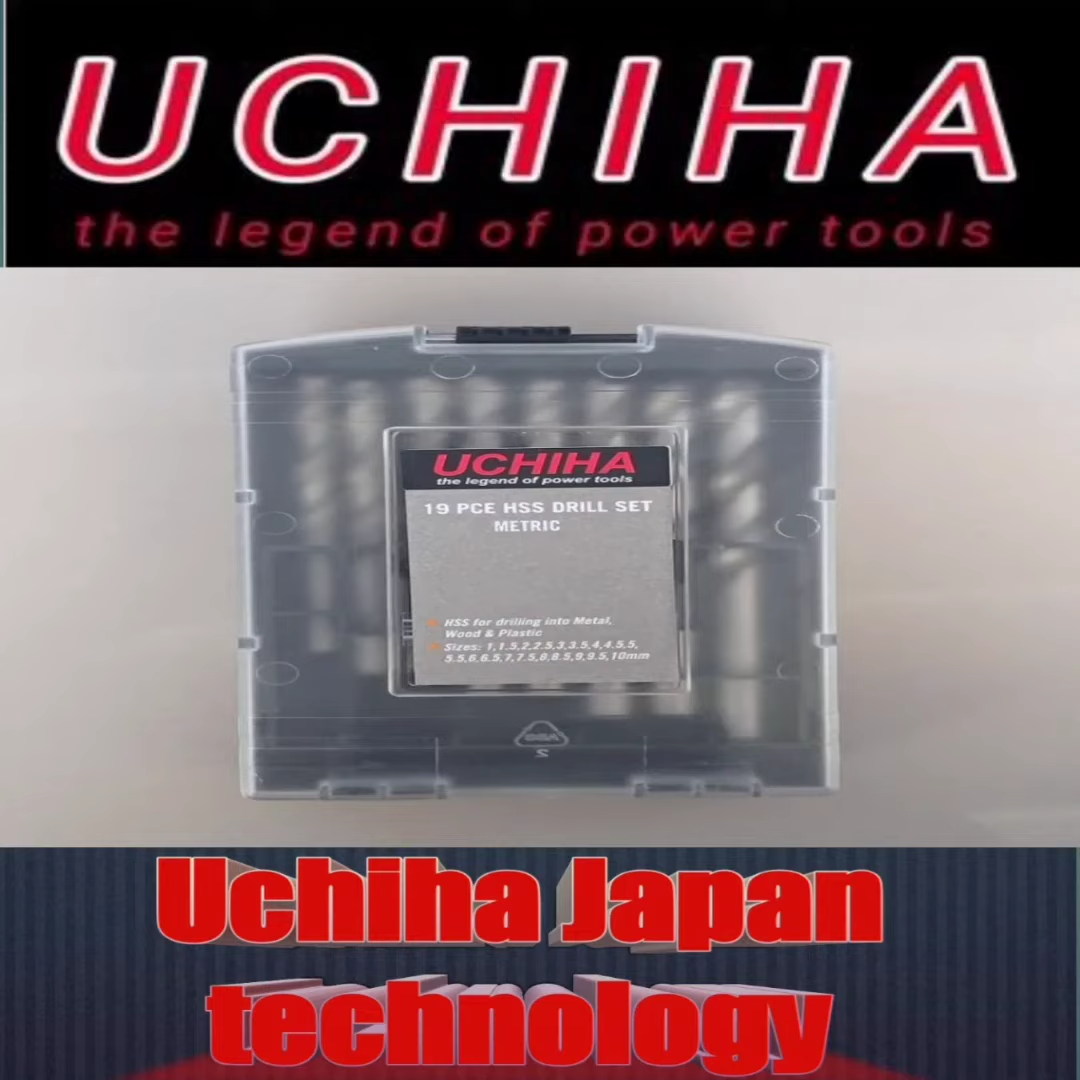 UCHIHA
the legend of power tools
UCHIHA
the legend of power tools
19 PCE HSS DRILL SET
METRIC
HSS for drilling into Metal,
Wood & Plastic
Sizes: 1,1.5,2,2.5,3,3.5,4,4.5.5,
5.5,6,6.5,7,7.5,8,8.5,9,9.5,10mm
ABS
2
Uchiha Japan
technology